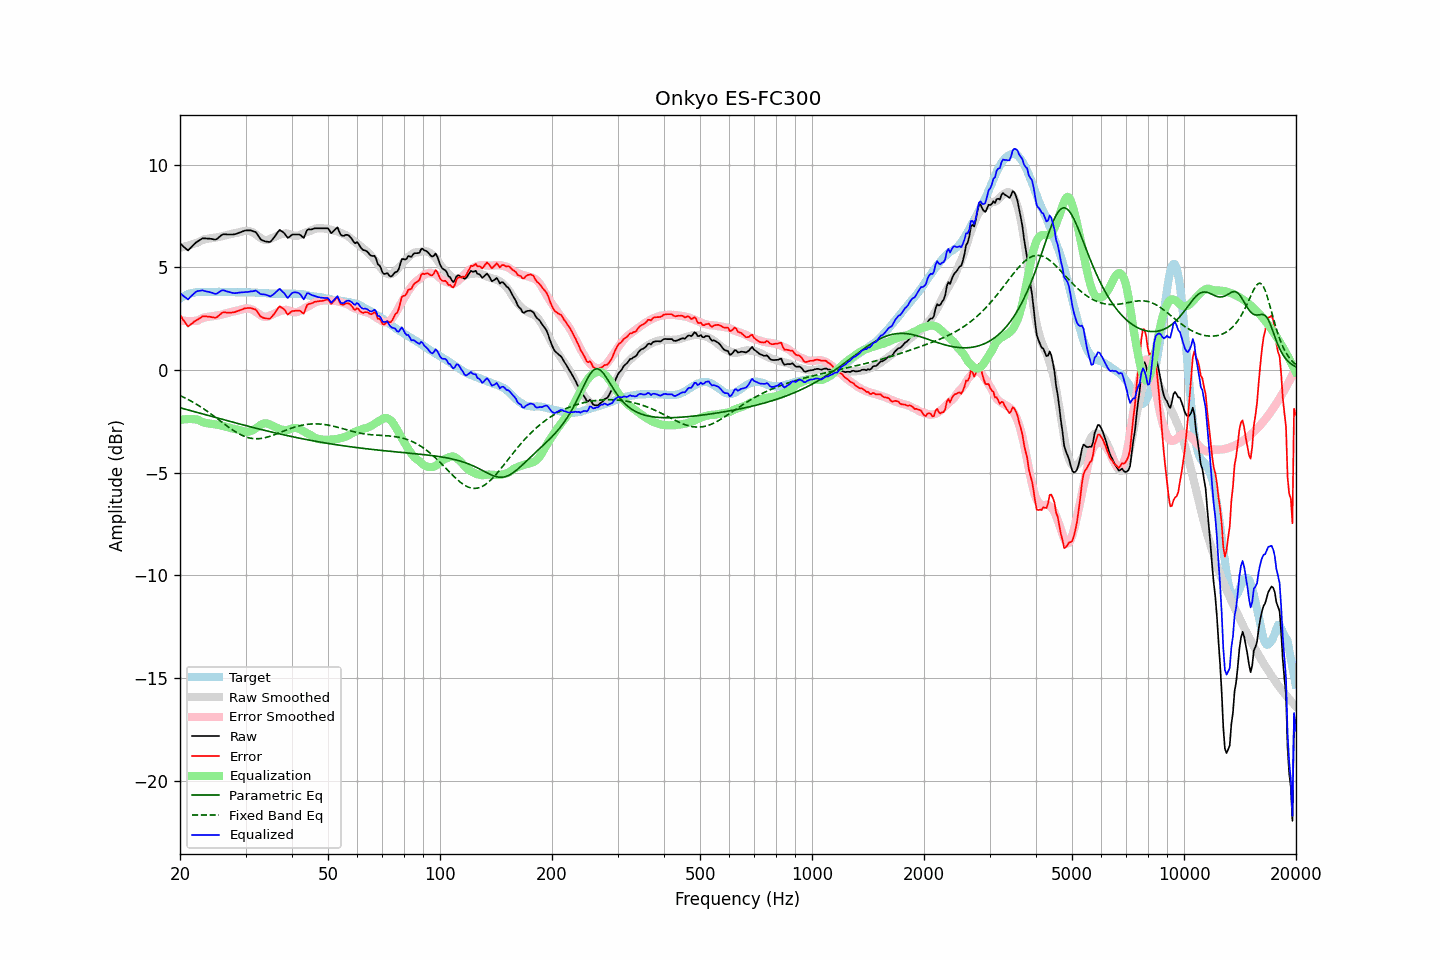 Onkyo ES-FC300
Amplitude (dBr)
10
5
0
−5
−10
−15
−20
Target
Raw Smoothed
Error Smoothed
Raw
Error
Equalization
Parametric Eq
Fixed Band Eq
Equalized
20 50 100 200 500 1000 2000 5000 10000 20000
Frequency (Hz)